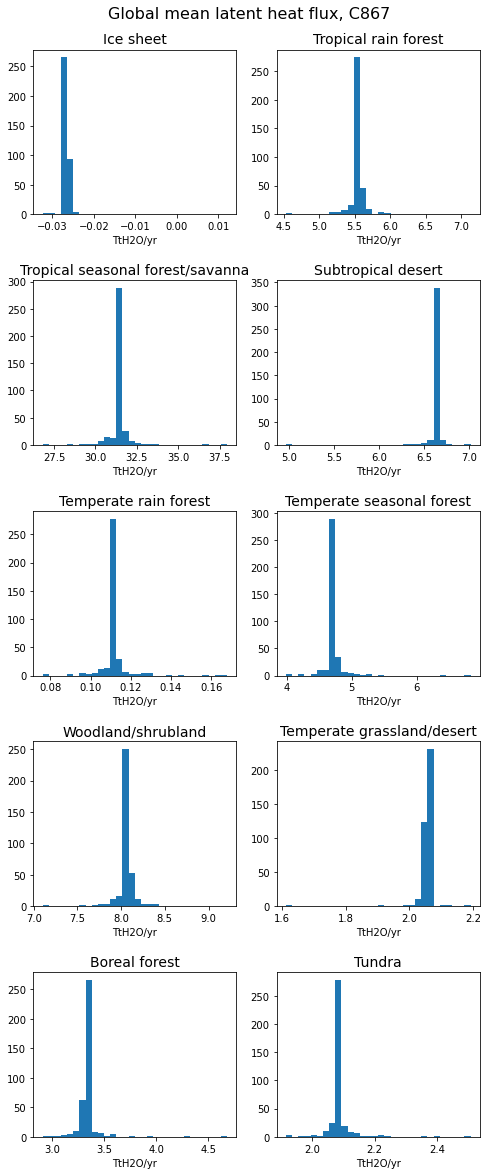 Global mean latent heat flux, C867
Ice sheet
250
200
150
100
50
0
−0.03 −0.02 −0.01 0.00 0.01
TtH2O/yr
Tropical rain forest
250
200
150
100
50
0
4.5 5.0 5.5 6.0 6.5 7.0
TtH2O/yr
Tropical seasonal forest/savanna
300
250
200
150
100
50
0
27.5 30.0 32.5 35.0 37.5
TtH2O/yr
Subtropical desert
350
300
250
200
150
100
50
0
5.0 5.5 6.0 6.5 7.0
TtH2O/yr
Temperate rain forest
250
200
150
100
50
0
0.08 0.10 0.12 0.14 0.16
TtH2O/yr
Temperate seasonal forest
300
250
200
150
100
50
0
4 5 6
TtH2O/yr
Woodland/shrubland
250
200
150
100
50
0
7.0 7.5 8.0 8.5 9.0
TtH2O/yr
Temperate grassland/desert
200
150
100
50
0
1.6 1.8 2.0 2.2
TtH2O/yr
Boreal forest
250
200
150
100
50
0
3.0 3.5 4.0 4.5
TtH2O/yr
Tundra
250
200
150
100
50
0
2.0 2.2 2.4
TtH2O/yr